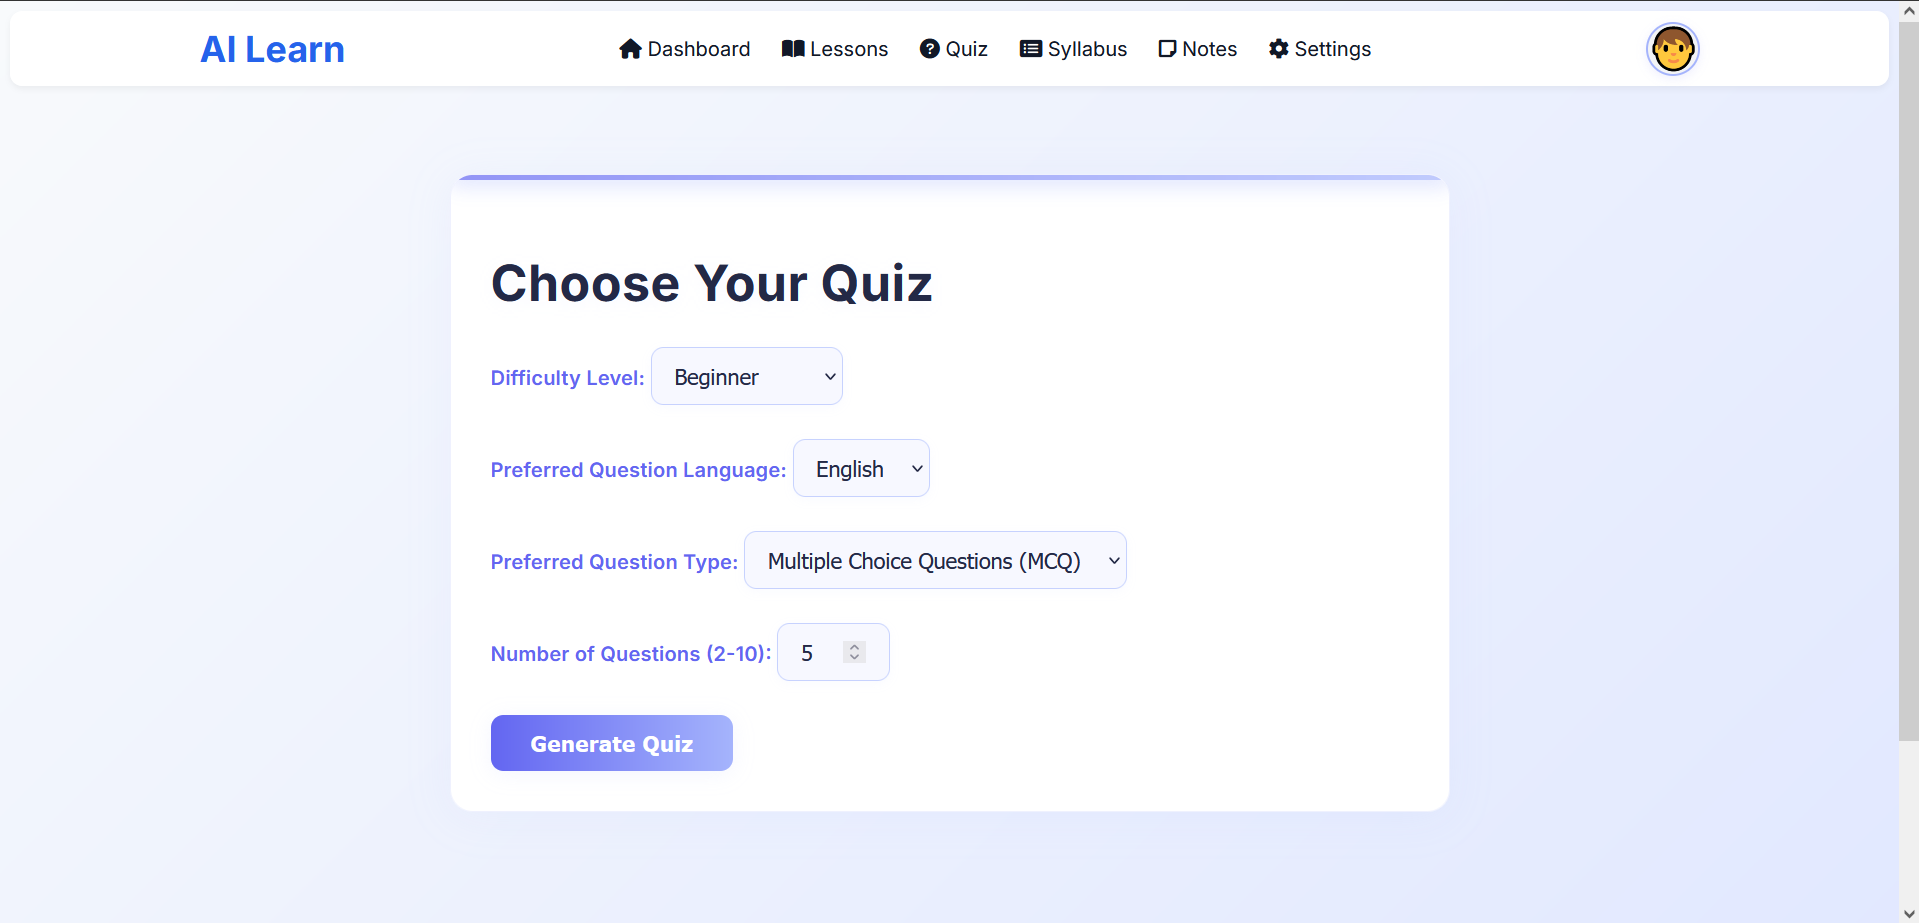 AI Learn
Dashboard
Lessons
Quiz
Syllabus
Notes
Settings
Choose Your Quiz
Difficulty Level: Beginner
Preferred Question Language: English
Preferred Question Type: Multiple Choice Questions (MCQ)
Number of Questions (2-10): 5
Generate Quiz